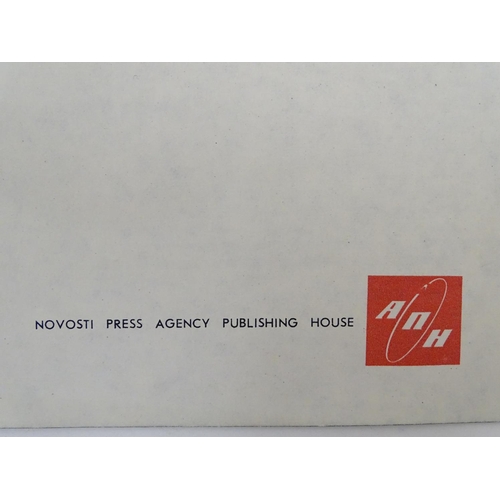 NOVOSTI PRESS AGENCY PUBLISHING HOUSE
АПН